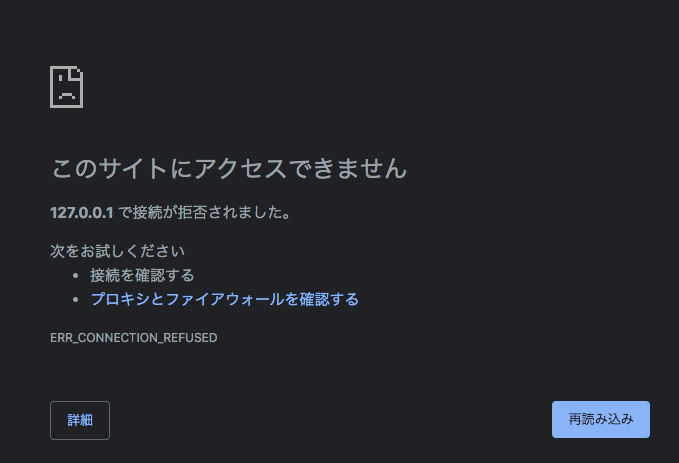 このサイトにアクセスできません
127.0.0.1 で接続が拒否されました。
次をお試しください
• 接続を確認する
• プロキシとファイアウォールを確認する
ERR_CONNECTION_REFUSED
詳細
再読み込み